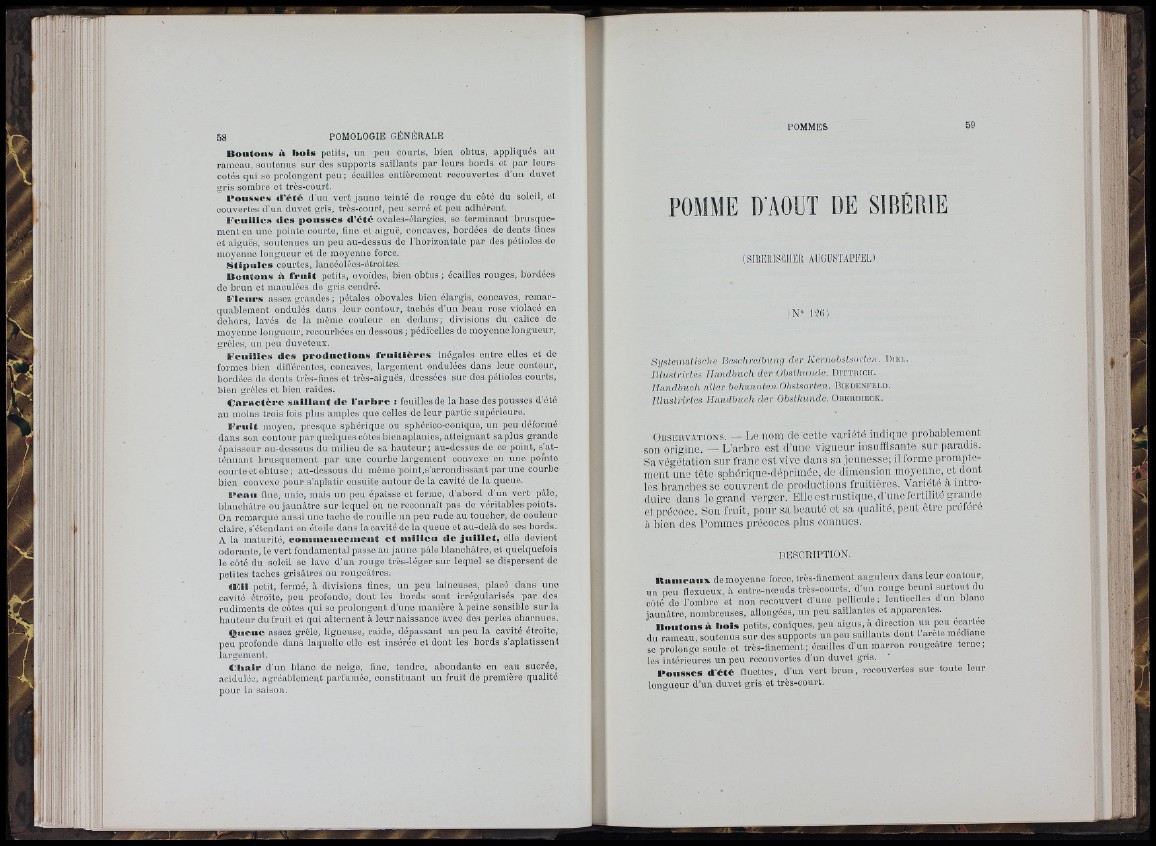 58 POMOLOGIE GÉNÉRALE
Boutons à bois petits, un peu courts, bien obtus, appliqués au
rameau, soutenus sur des supports saillants par leurs bords et par leurs
cotés qui se prolongent peu; écailles entièrement recouvertes d'un duvet
gris sombre et très-court.
Pousses d'été d'un vert jaune teinté de rouge du côté du soleil, et
couvertes d'un duvet gris, très-court, peu serré et peu adhérent.
Feuilles des pousses d'été ovales-élargies, se terminant brusque-
ment en une pointe courte, fine et aiguë, concaves, bordées de dents fines
et aiguës, soutenues un peu au-dessus de l'horizontale par des pétioles de
moyenne longueur et de moyenne force.
Stipules courtes, lancéolées-étroites.
Boutons à fruit petits, ovoïdes, bien obtus; écailles rouges, bordées
de brun et maculées de gris cendré.
Fleurs assez grandes; pétales obovales bien élargis, concaves, remar-
quablement ondulés dans leur contour, tachés d'un beau rose violacé en
dehors, lavés de la même couleur en dedans; divisions du calice de
moyenne longueur, recourbées en dessous; pédicelles de moyenne longueur,
grêles, un peu duveteux.
Feuilles des productions fruitières inégales entre elles et de
formes bien différentes, concaves, largement ondulées dans leur contour,
bordées de dents très-fines et très-aiguës, dressées sur des pétioles courts,
bien grêles et bien raides.
Caractère saillant de l'arbre : feuilles de la base des pousses d'été
au moins trois fois plus amples que celles de leur partie supérieure.
Fruit moyen, presque sphérique ou sphérico-conique, un peu déformé
dans son contour par quelques côtes bien aplanies, atteignant sa plus grande
épaisseur au-dessous du milieu de sa hauteur; au-dessus de ce point, s'at-
ténuant brusquement par une courbe largement convexe en une pointe
courte et obtuse; au-dessous du même point, s'arrondissant par une courbe
bien convexe pour s'aplatir ensuite autour de la cavité de la queue.
Peau fine, unie, mais un peu épaisse et ferme, d'abord d'un vert pâle,
blanchâtre ou jaunâtre sur lequel on ne reconnaît pas de véritables points.
On remarque aussi une tache de rouille un peu rude au toucher, de couleur
claire, s'étendant en étoile dans la cavité de la queue et au-delà de ses bords.
A la maturité, commencement et milieu de juillet, elle devient
odorante, le vert fondamental passe au jaune pâle blanchâtre, et quelquefois
le côté du soleil se lave d'un rouge très-léger sur lequel se dispersent de
petites taches grisâtres ou rougeâtres.
Œil petit, fermé, à divisions fines, un peu laineuses, placé dans une
cavité étroite, peu profonde, dont les bords sont irrégularisés par des
rudiments de côtes qui se prolongent d'une manière à peine sensible sur la
hauteur du fruit et qui alternent à leur naissance avec des perles charnues.
Queue assez grêle, ligneuse, raide, dépassant un peu la cavité étroite,
peu profonde dans laquelle elle est insérée et dont les bords s'aplatissent
largement.
Chair d'un blanc de neige, fine, tendre, abondante en eau sucrée,
acidulée, agréablement parfumée, constituant un fruit de première qualité
pour la saison.
POMMES 59
POMME D'AOUT DE SIBÉRIE
(SIBERISCHER AUGUSTAPFEL)
(N° 126)
Systematische Beschreibung der Kernobstsorten. DIEL.
Illustrirtes Handbuch der Obstkunde. DITTRICH.
Handbuch aller bekannten Obstsorten. BIEDENFELD.
Illustrirtes Handbuch der Obstkunde. OBERDIECK.
OBSERVATIONS. — Le nom de cette variété indique probablement
son origine. — L'arbre est d'une vigueur insuffisante sur paradis.
Sa végétation sur franc est vive dans sa jeunesse; il forme prompte-
ment une tête sphérique-déprimée, de dimension moyenne, et dont
les branches se couvrent de productions fruitières. Variété à intro-
duire dans le grand verger. Elle est rustique, d'une fertilité grande
et précoce. Son fruit, pour sa beauté et sa qualité, peut être préféré
à bien des Pommes précoces plus connues.
DESCRIPTION.
Rameaux de moyenne force, très-finement anguleux dans leur contour,
un peu flexueux, à entre-nœuds très-courts, d'un rouge bruni surtout du
côté de l'ombre et non recouvert d'une pellicule; lenticelles d'un blanc
jaunâtre, nombreuses, allongées, un peu saillantes et apparentes.
Boutons à bois petits, coniques, peu aigus, à direction un peu écartée
du rameau, soutenus sur des supports un peu saillants dont l'arête médiane
se prolonge seule et très-finement; écailles d'un marron rougeâtre terne;
les intérieures un peu recouvertes d'un duvet gris.
Pousses d'été fluettes, d'un vert brun, recouvertes sur toute leur
longueur d'un duvet gris et très-court.